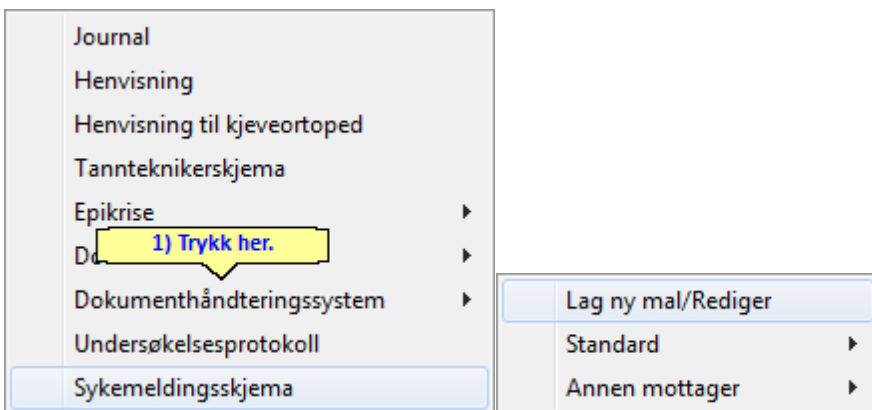 Journal
Henvisning
Henvisning til kjeveortoped
Tannteknikerskjema
Epikrise
1) Trykk her.
Dokumenthåndteringssystem
Undersøkelsesprotokoll
Sykemeldingsskjema
Lag ny mal/Rediger
Standard
Annen mottager